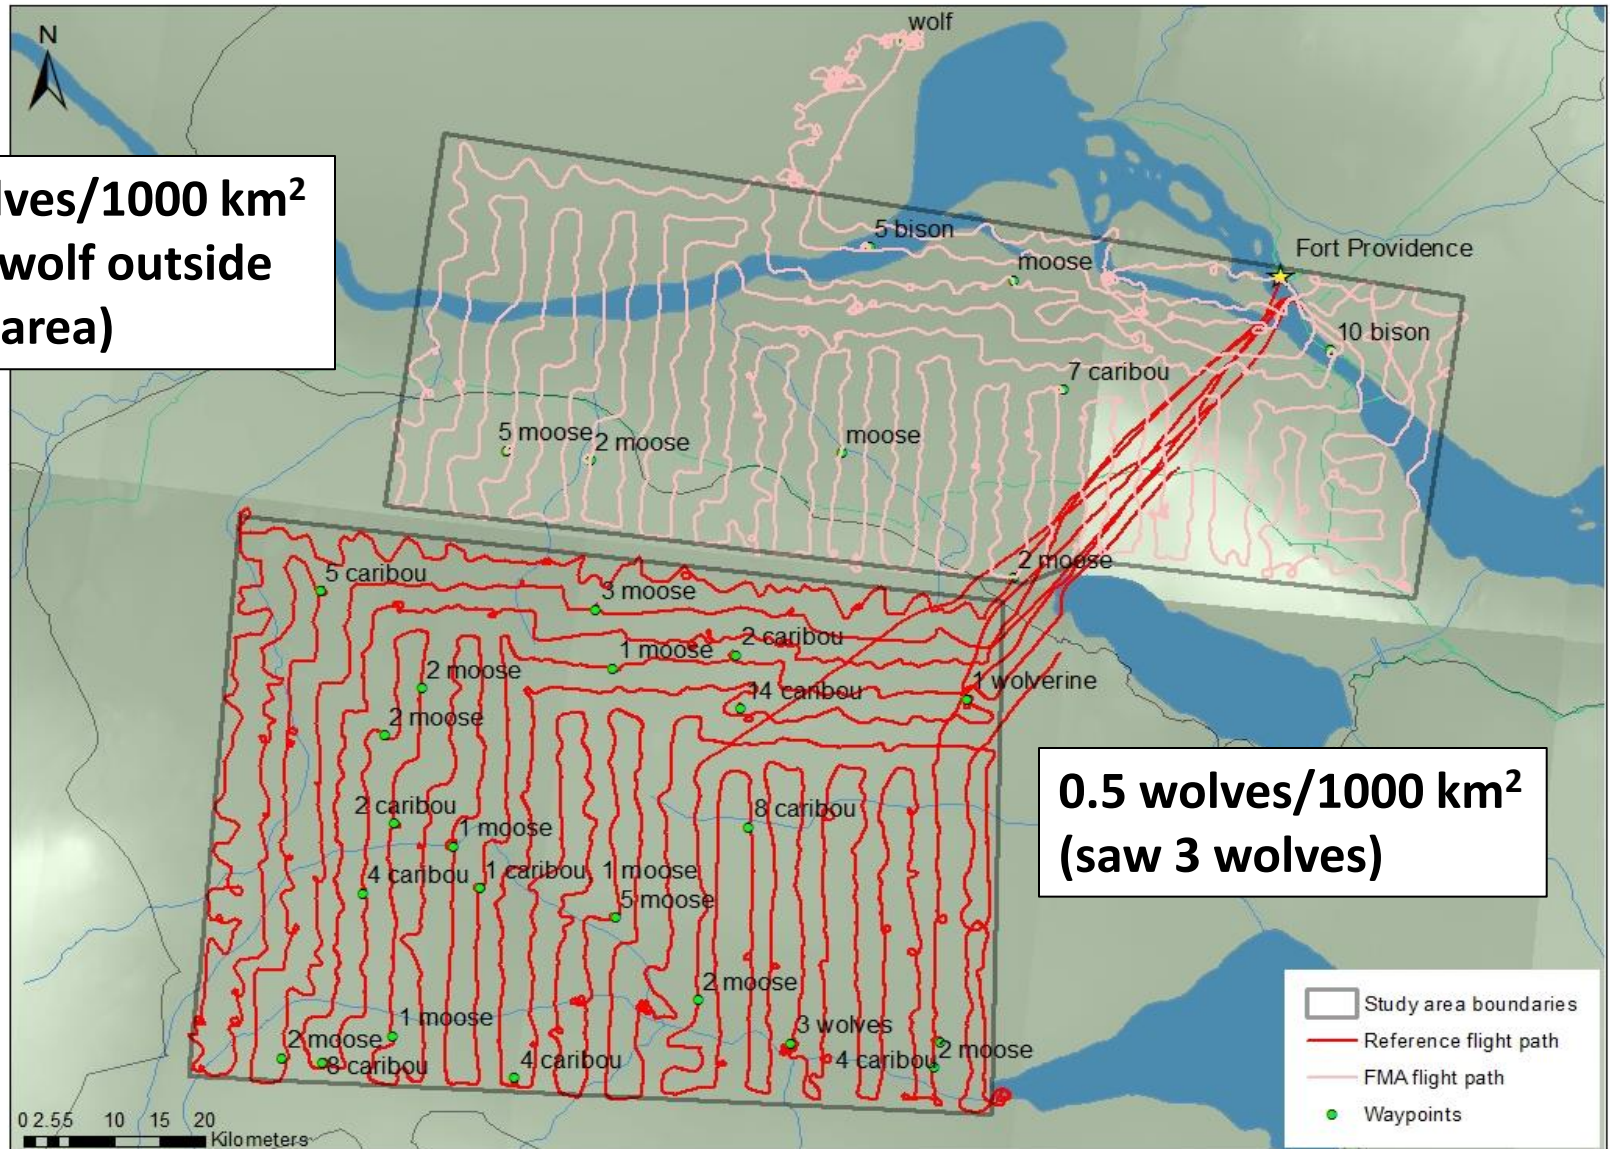 N
wolf
lves/1000 km²
wolf outside
area)
5 bison
Fort Providence
moose
10 bison
7 caribou
5 moose
2 moose
moose
2 moose
5 caribou
3 moose
2 caribou
1 moose
2 moose
14 caribou
1 wolverine
2 moose
0.5 wolves/1000 km²
(saw 3 wolves)
2 caribou
8 caribou
1 moose
4 caribou
1 caribou
1 moose
5 moose
2 moose
1 moose
3 wolves
2 moose
8 caribou
4 caribou
4 caribou
2 moose
Study area boundaries
Reference flight path
FMA flight path
Waypoints
0 2.5 5 10 15 20
Kilometers